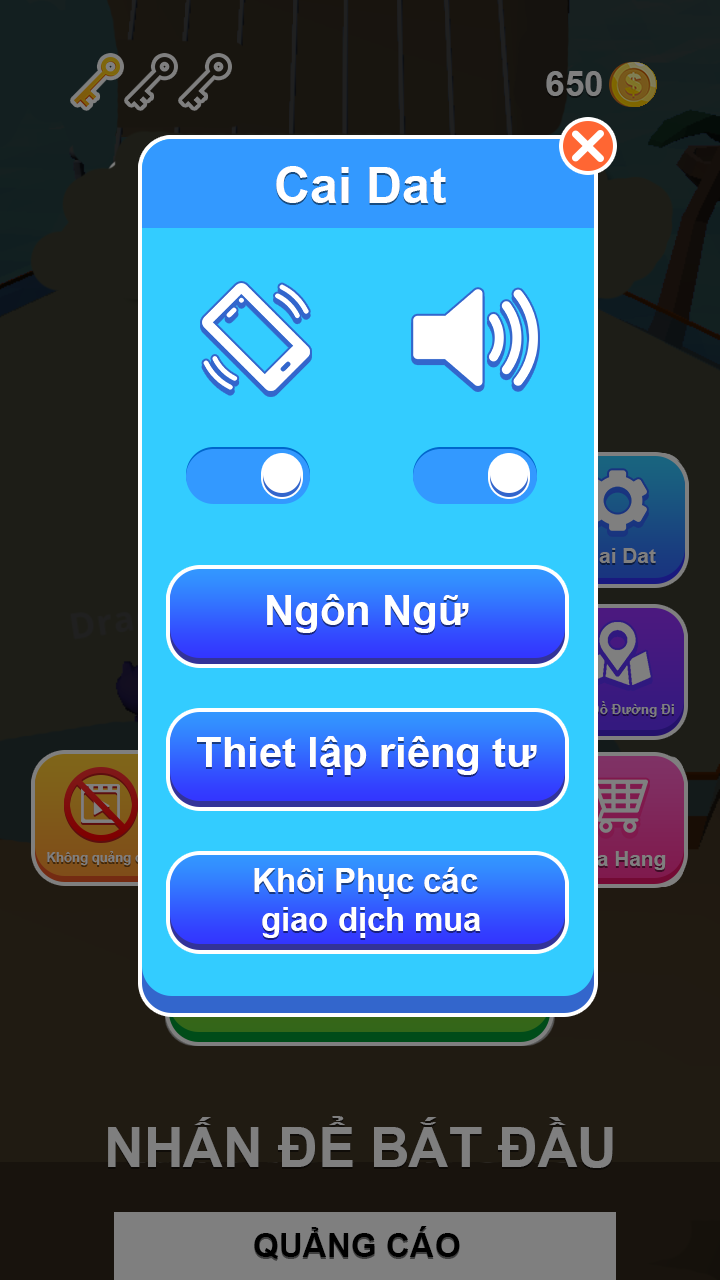 650
Cai Dat
ai Dat
Ngôn Ngữ
Dra
Đường Đi
Thiet lập riêng tư
Không quảng
Hang
Khôi Phục các
giao dịch mua
NHẤN ĐỂ BẮT ĐẦU
QUẢNG CÁO